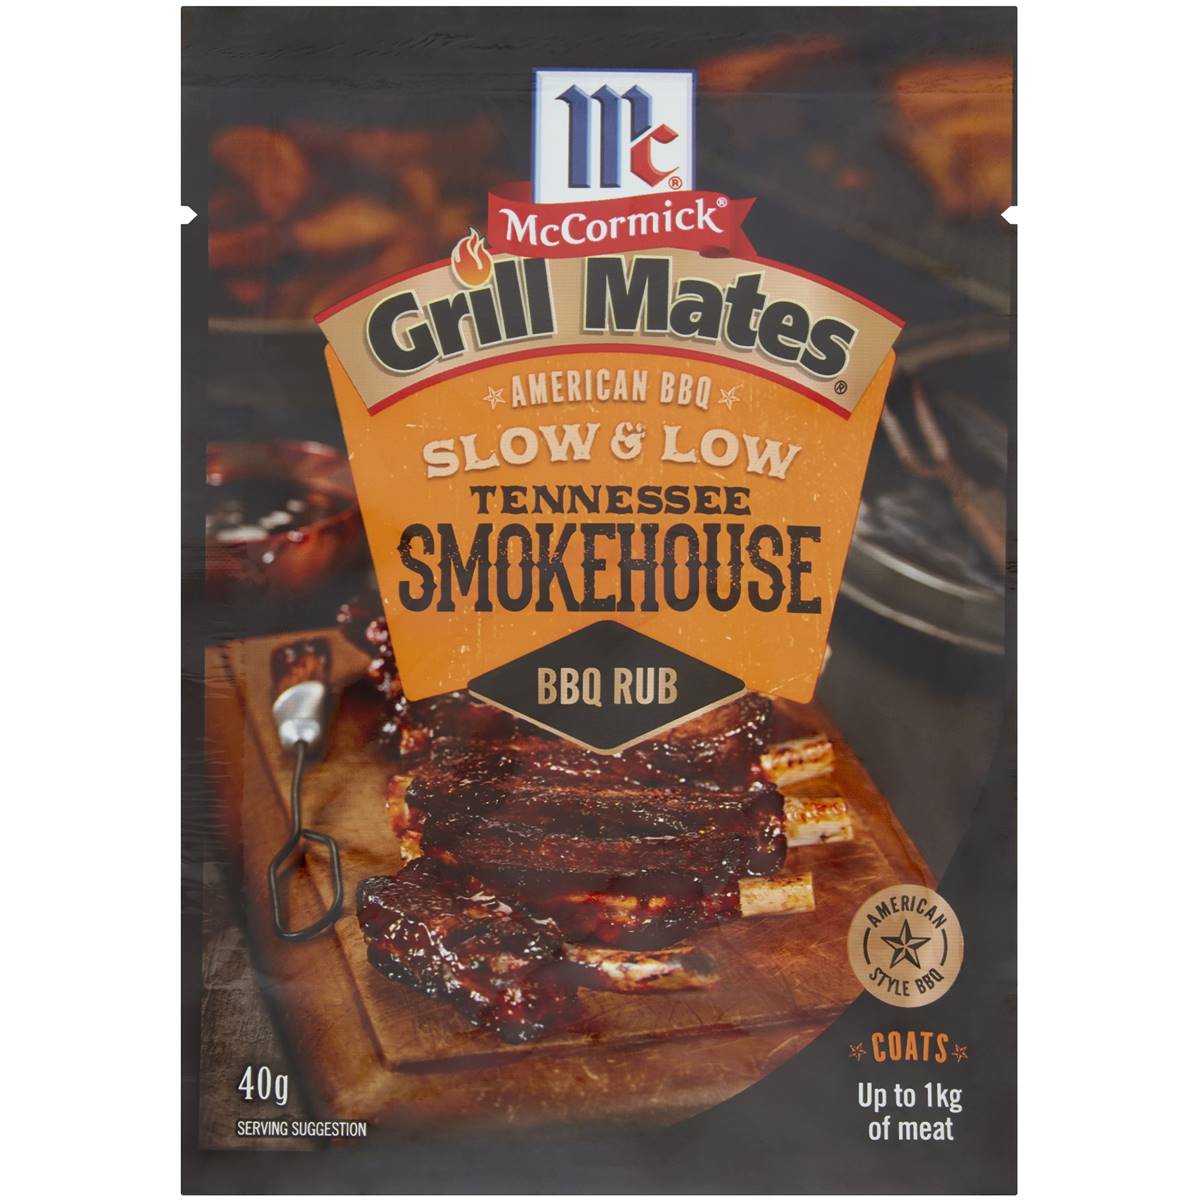 Mc®
McCormick®
Grill Mates®
AMERICAN BBQ
SLOW & LOW
TENNESSEE
SMOKEHOUSE
BBQ RUB
AMERICAN
STYLE BBQ
COATS
Up to 1kg
of meat
40g
SERVING SUGGESTION